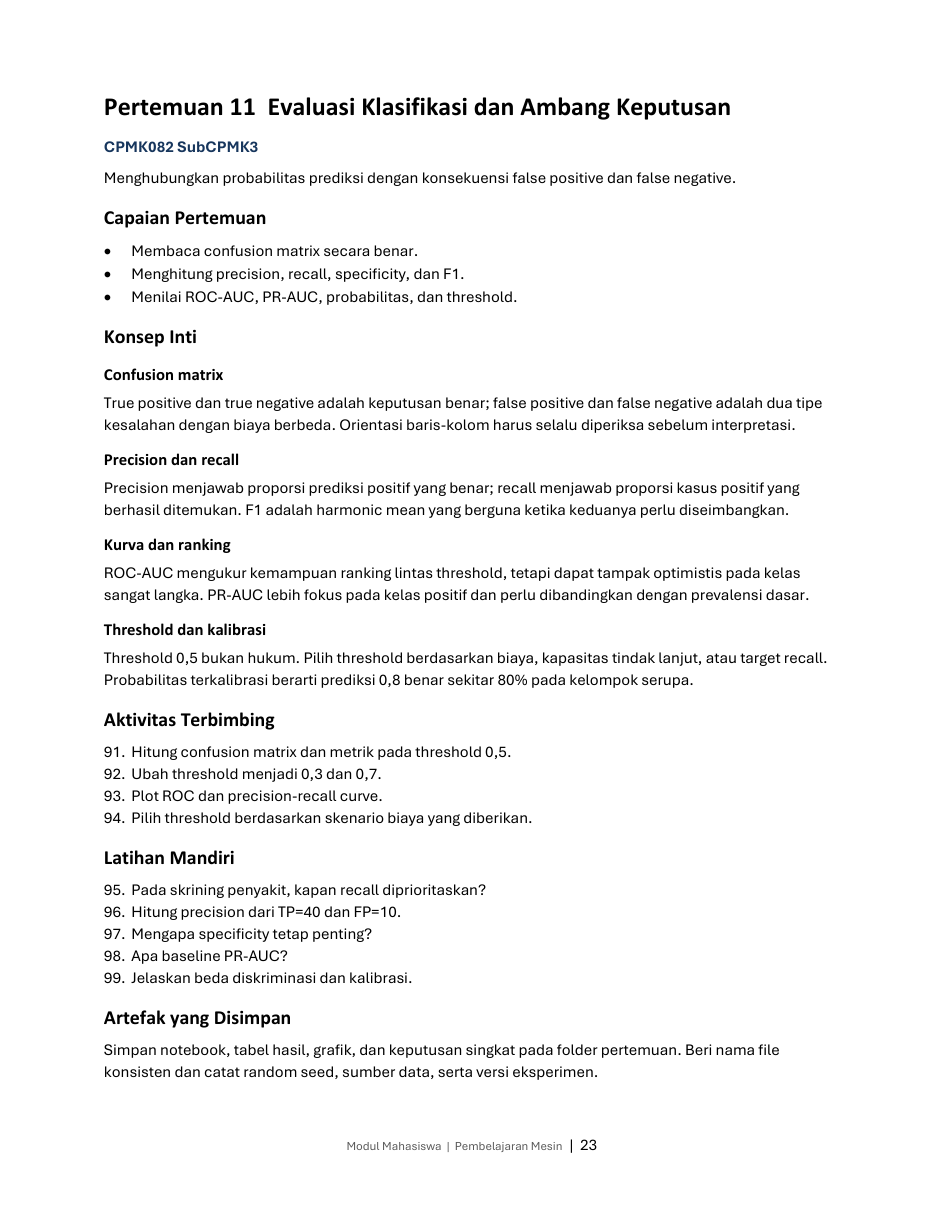 Pertemuan 11  Evaluasi Klasifikasi dan Ambang Keputusan
CPMK082 SubCPMK3
Menghubungkan probabilitas prediksi dengan konsekuensi false positive dan false negative.
Capaian Pertemuan
• Membaca confusion matrix secara benar.
• Menghitung precision, recall, specificity, dan F1.
• Menilai ROC-AUC, PR-AUC, probabilitas, dan threshold.
Konsep Inti
Confusion matrix
True positive dan true negative adalah keputusan benar; false positive dan false negative adalah dua tipe
kesalahan dengan biaya berbeda. Orientasi baris-kolom harus selalu diperiksa sebelum interpretasi.
Precision dan recall
Precision menjawab proporsi prediksi positif yang benar; recall menjawab proporsi kasus positif yang
berhasil ditemukan. F1 adalah harmonic mean yang berguna ketika keduanya perlu diseimbangkan.
Kurva dan ranking
ROC-AUC mengukur kemampuan ranking lintas threshold, tetapi dapat tampak optimistis pada kelas
sangat langka. PR-AUC lebih fokus pada kelas positif dan perlu dibandingkan dengan prevalensi dasar.
Threshold dan kalibrasi
Threshold 0,5 bukan hukum. Pilih threshold berdasarkan biaya, kapasitas tindak lanjut, atau target recall.
Probabilitas terkalibrasi berarti prediksi 0,8 benar sekitar 80% pada kelompok serupa.
Aktivitas Terbimbing
91. Hitung confusion matrix dan metrik pada threshold 0,5.
92. Ubah threshold menjadi 0,3 dan 0,7.
93. Plot ROC dan precision-recall curve.
94. Pilih threshold berdasarkan skenario biaya yang diberikan.
Latihan Mandiri
95. Pada skrining penyakit, kapan recall diprioritaskan?
96. Hitung precision dari TP=40 dan FP=10.
97. Mengapa specificity tetap penting?
98. Apa baseline PR-AUC?
99. Jelaskan beda diskriminasi dan kalibrasi.
Artefak yang Disimpan
Simpan notebook, tabel hasil, grafik, dan keputusan singkat pada folder pertemuan. Beri nama file
konsisten dan catat random seed, sumber data, serta versi eksperimen.
Modul Mahasiswa | Pembelajaran Mesin | 23